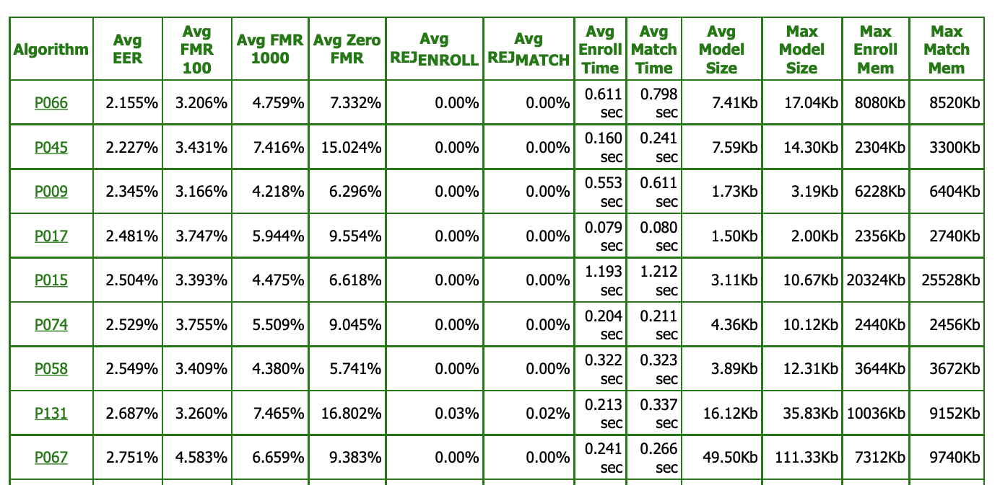 Algorithm Avg EER Avg FMR 100 Avg FMR 1000 Avg Zero FMR Avg REJENROLL Avg REJMATCH Avg Enroll Time Avg Match Time Avg Model Size Max Model Size Max Enroll Mem Max Match Mem
P066 2.155% 3.206% 4.759% 7.332% 0.00% 0.00% 0.611 sec 0.798 sec 7.41Kb 17.04Kb 8080Kb 8520Kb
P045 2.227% 3.431% 7.416% 15.024% 0.00% 0.00% 0.160 sec 0.241 sec 7.59Kb 14.30Kb 2304Kb 3300Kb
P009 2.345% 3.166% 4.218% 6.296% 0.00% 0.00% 0.553 sec 0.611 sec 1.73Kb 3.19Kb 6228Kb 6404Kb
P017 2.481% 3.747% 5.944% 9.554% 0.00% 0.00% 0.079 sec 0.080 sec 1.50Kb 2.00Kb 2356Kb 2740Kb
P015 2.504% 3.393% 4.475% 6.618% 0.00% 0.00% 1.193 sec 1.212 sec 3.11Kb 10.67Kb 20324Kb 25528Kb
P074 2.529% 3.755% 5.509% 9.045% 0.00% 0.00% 0.204 sec 0.211 sec 4.36Kb 10.12Kb 2440Kb 2456Kb
P058 2.549% 3.409% 4.380% 5.741% 0.00% 0.00% 0.322 sec 0.323 sec 3.89Kb 12.31Kb 3644Kb 3672Kb
P131 2.687% 3.260% 7.465% 16.802% 0.03% 0.02% 0.213 sec 0.337 sec 16.12Kb 35.83Kb 10036Kb 9152Kb
P067 2.751% 4.583% 6.659% 9.383% 0.00% 0.00% 0.241 sec 0.266 sec 49.50Kb 111.33Kb 7312Kb 9740Kb